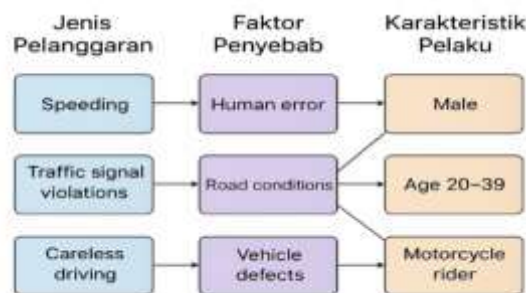 Jenis
Pelanggaran
Faktor
Penyebab
Karakteristik
Pelaku
Speeding
Human error
Male
Traffic signal
violations
Road conditions
Age 20–39
Careless
driving
Vehicle
defects
Motorcycle
rider